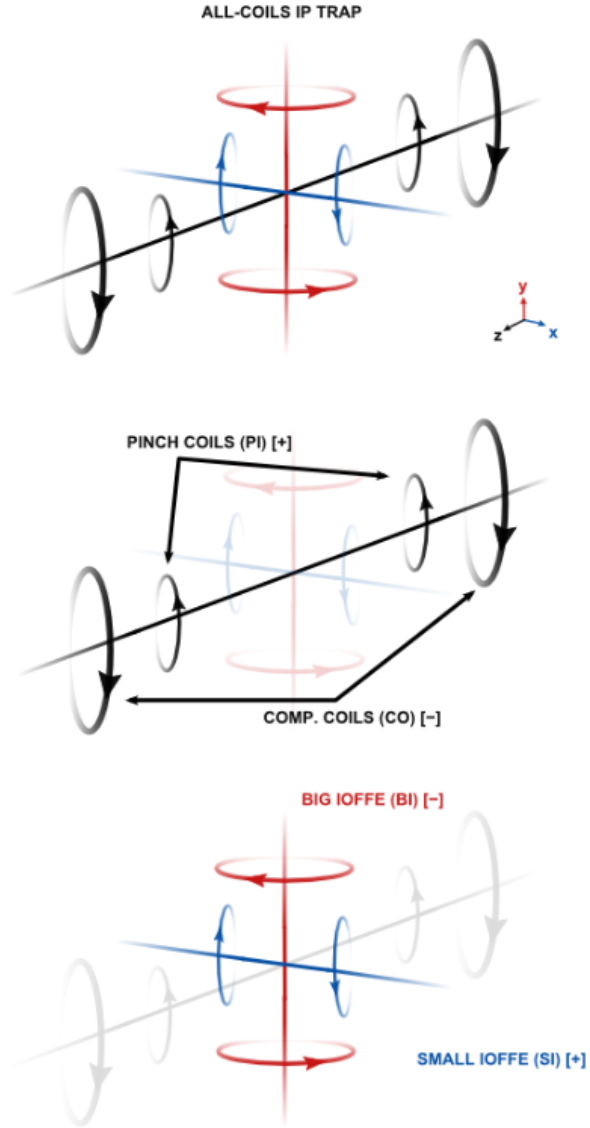 ALL-COILS IP TRAP
y
z
x
PINCH COILS (PI) [+]
COMP. COILS (CO) [−]
BIG IOFFE (BI) [−]
SMALL IOFFE (SI) [+]